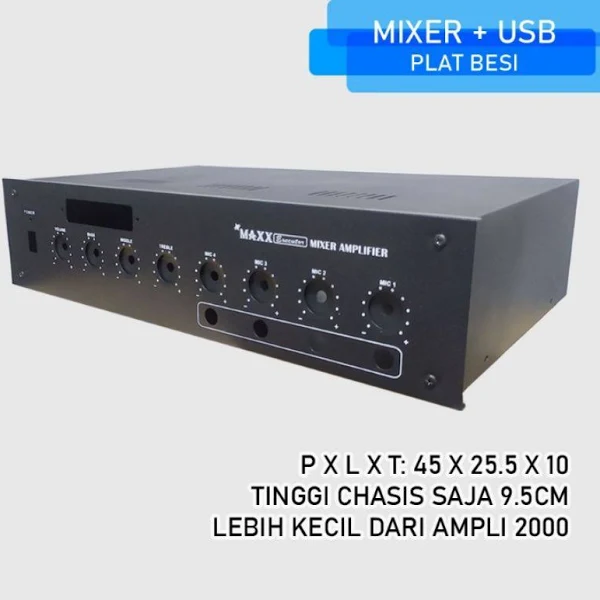 MIXER + USB
PLAT BESI
POWER
VOLUME
BASS
MIDDLE
TREBLE
MIC 4
MIC 3
MIC 2
MIC 1
MAXX MIXER AMPLIFIER
P X L X T: 45 X 25.5 X 10
TINGGI CHASIS SAJA 9.5CM
LEBIH KECIL DARI AMPLI 2000